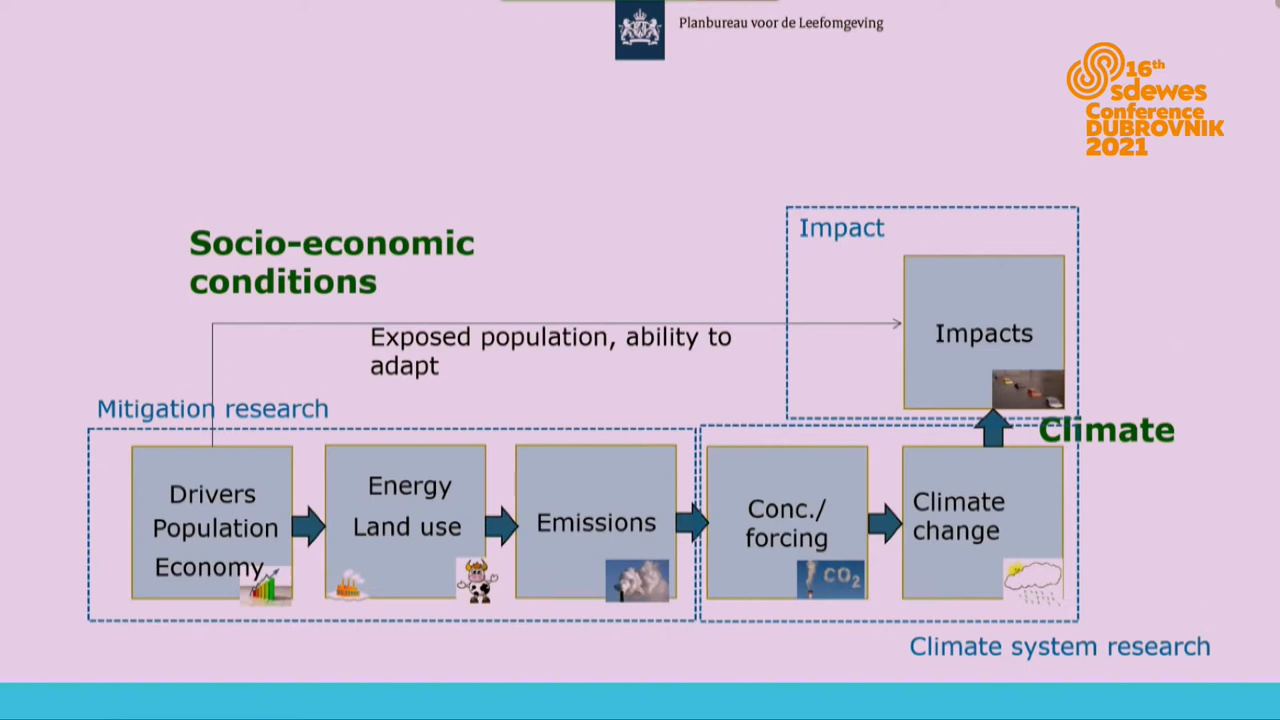 Planbureau voor de Leefomgeving
16th
sdewes
Conference
DUBROVNIK
2021
Impact
Socio-economic
conditions
Impacts
Exposed population, ability to
adapt
Mitigation research
Climate
Drivers
Population
Economy
Energy
Land use
Emissions
Conc./
forcing
CO2
Climate
change
Climate system research